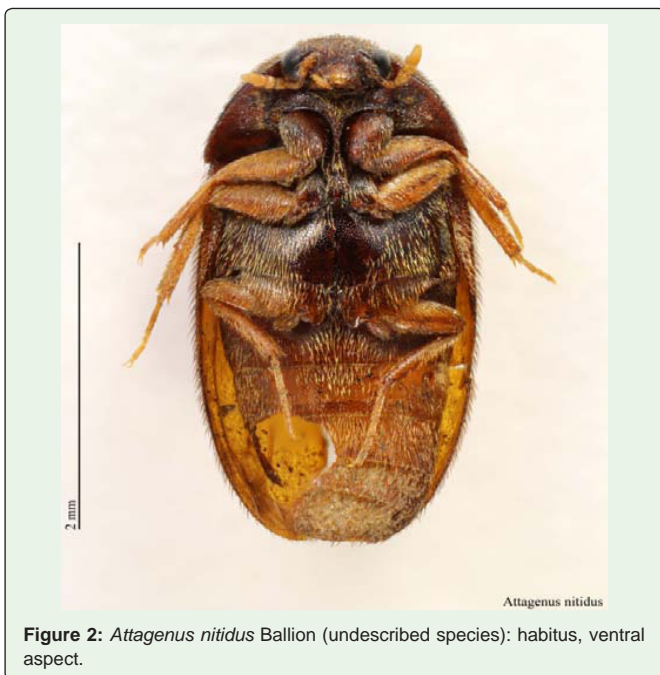 2 mm
Attagenus nitidus
Figure 2: Attagenus nitidus Ballion (undescribed species): habitus, ventral
aspect.